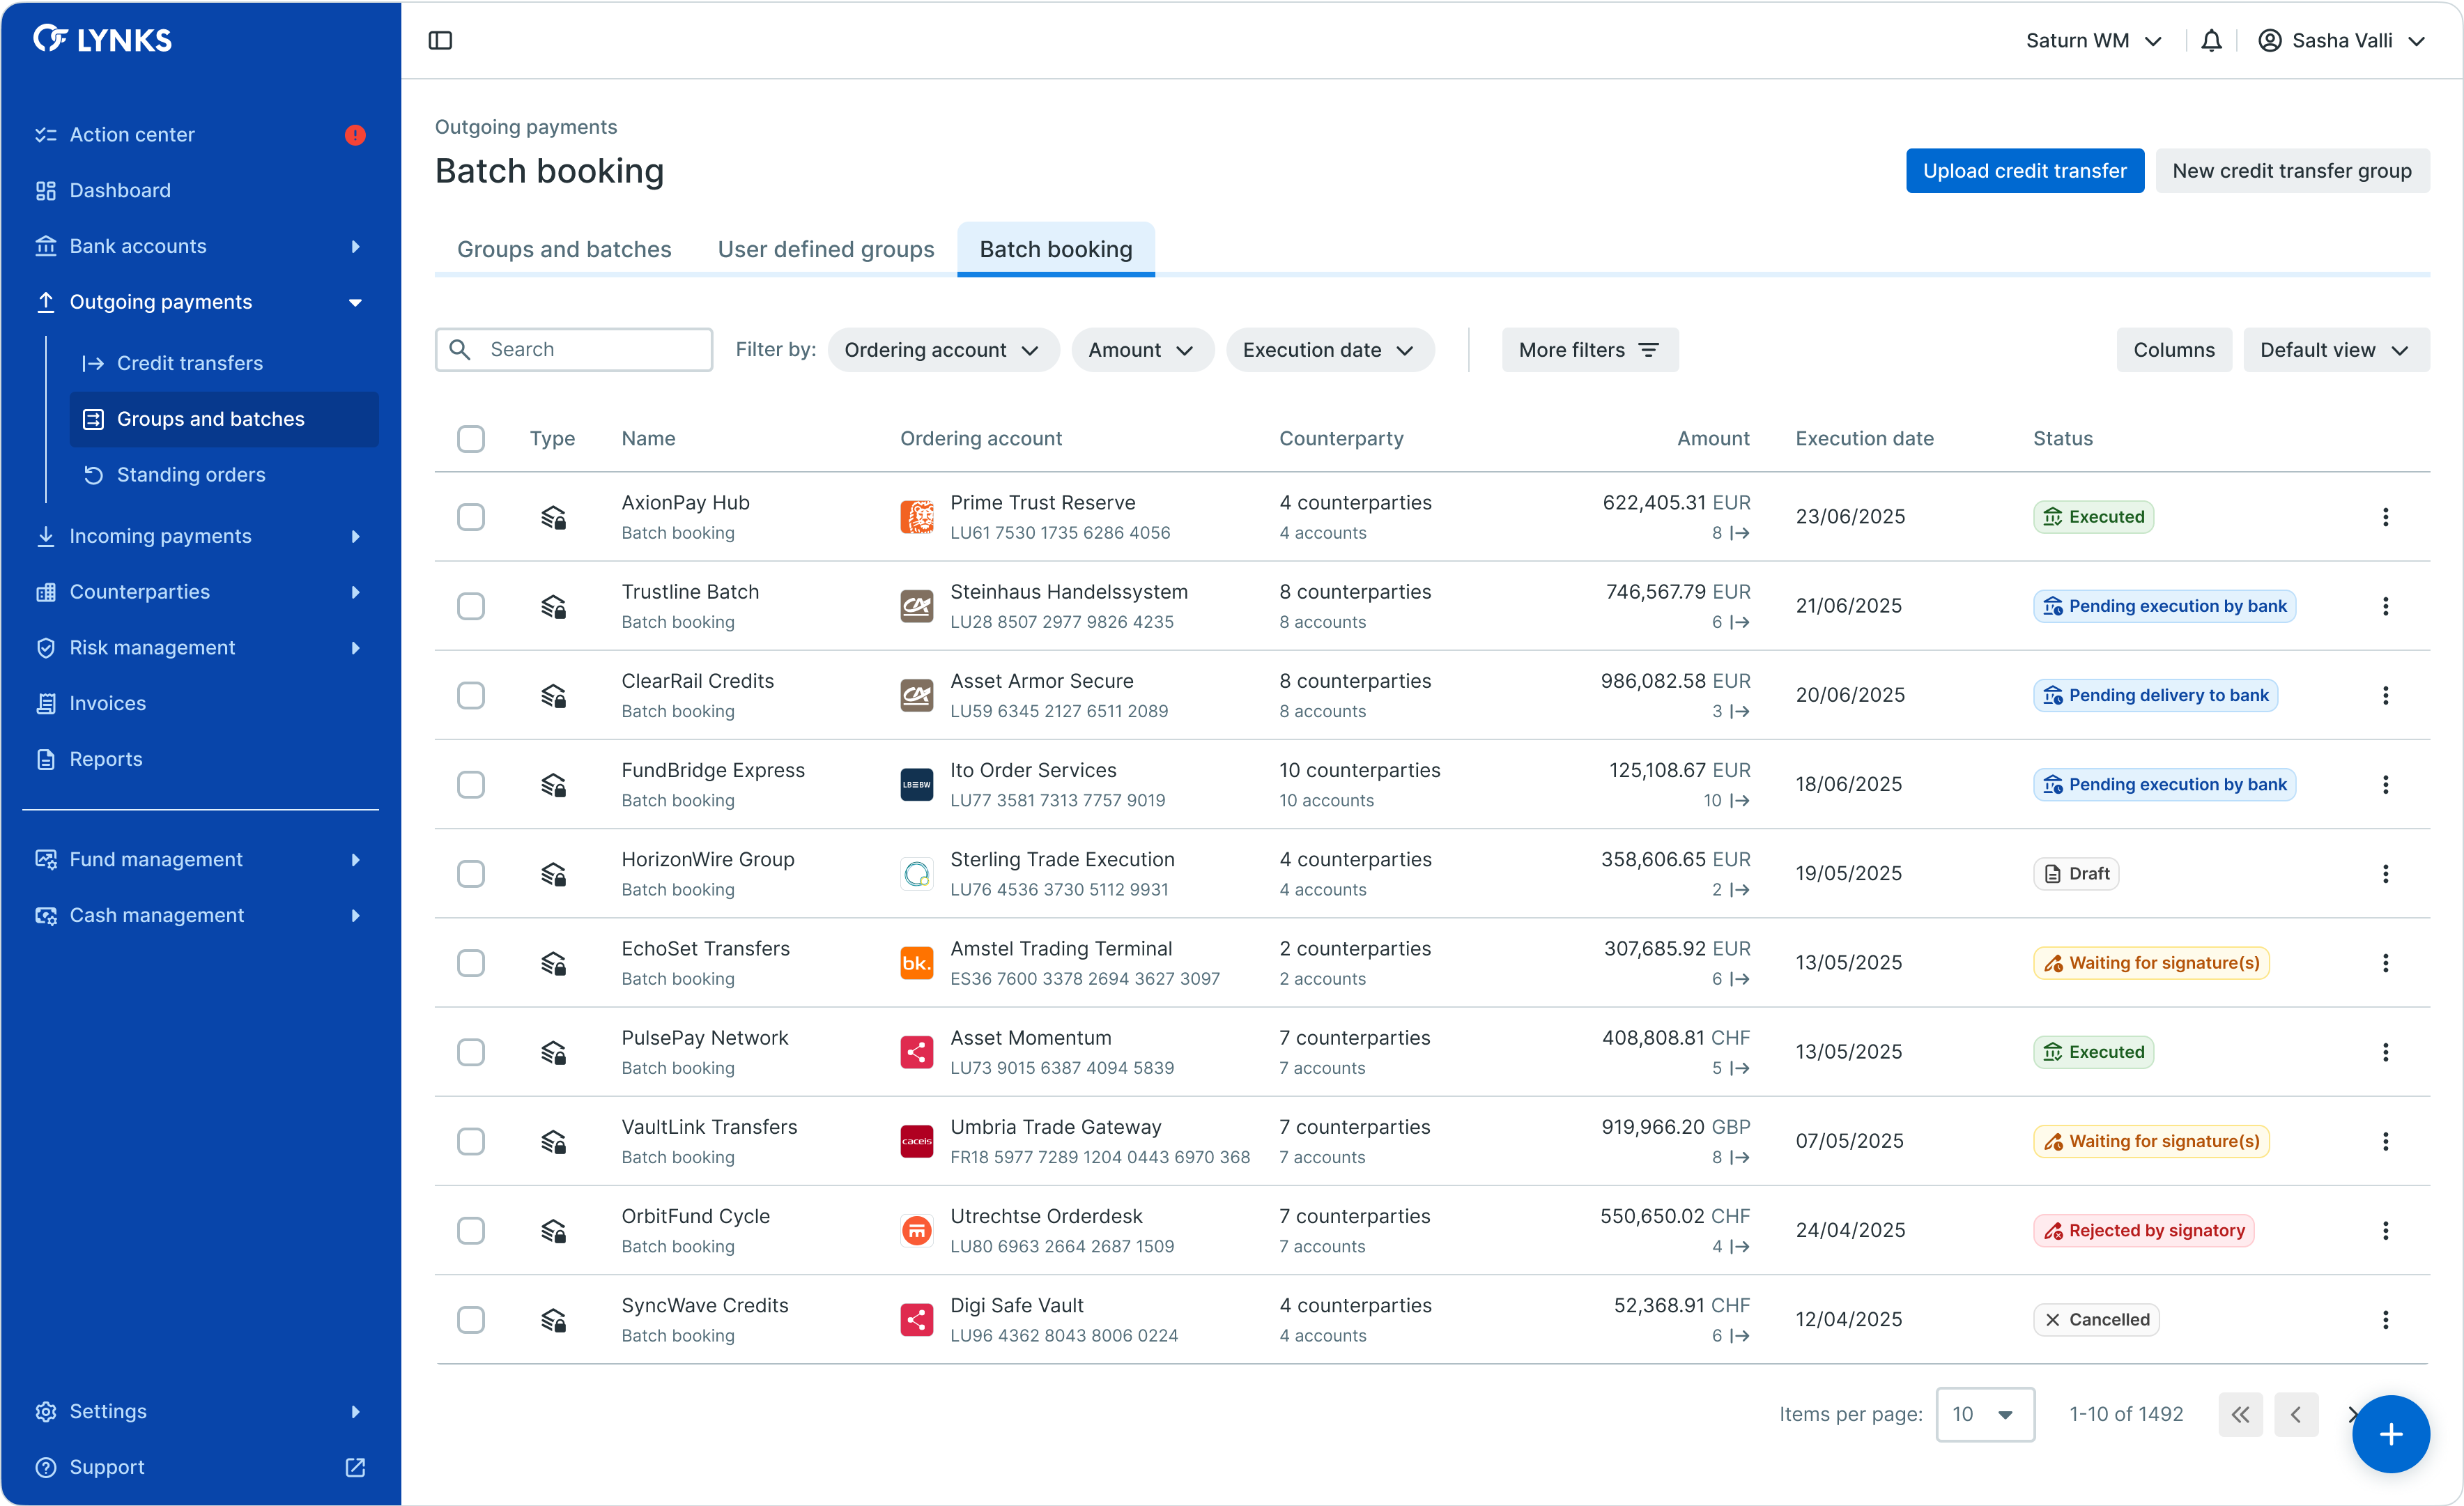 LYNKS
Saturn WM
Sasha Valli
Action center
!
Dashboard
Bank accounts
Outgoing payments
Credit transfers
Groups and batches
Standing orders
Incoming payments
Counterparties
Risk management
Invoices
Reports
Fund management
Cash management
Settings
Support
Outgoing payments
Batch booking
Upload credit transfer
New credit transfer group
Groups and batches
User defined groups
Batch booking
Search
Filter by:
Ordering account
Amount
Execution date
More filters
Columns
Default view
Type Name Ordering account Counterparty Amount Execution date Status
AxionPay Hub Prime Trust Reserve 4 counterparties 622,405.31 EUR 23/06/2025 Executed
Batch booking LU61 7530 1735 6286 4056 4 accounts 8
Trustline Batch Steinhaus Handelssystem 8 counterparties 746,567.79 EUR 21/06/2025 Pending execution by bank
Batch booking LU28 8507 2977 9826 4235 8 accounts 6
ClearRail Credits Asset Armor Secure 8 counterparties 986,082.58 EUR 20/06/2025 Pending delivery to bank
Batch booking LU59 6345 2127 6511 2089 8 accounts 3
FundBridge Express LB≡BW Ito Order Services 10 counterparties 125,108.67 EUR 18/06/2025 Pending execution by bank
Batch booking LU77 3581 7313 7757 9019 10 accounts 10
HorizonWire Group Sterling Trade Execution 4 counterparties 358,606.65 EUR 19/05/2025 Draft
Batch booking LU76 4536 3730 5112 9931 4 accounts 2
EchoSet Transfers bk. Amstel Trading Terminal 2 counterparties 307,685.92 EUR 13/05/2025 Waiting for signature(s)
Batch booking ES36 7600 3378 2694 3627 3097 2 accounts 6
PulsePay Network Asset Momentum 7 counterparties 408,808.81 CHF 13/05/2025 Executed
Batch booking LU73 9015 6387 4094 5839 7 accounts 5
VaultLink Transfers caceis Umbria Trade Gateway 7 counterparties 919,966.20 GBP 07/05/2025 Waiting for signature(s)
Batch booking FR18 5977 7289 1204 0443 6970 368 7 accounts 8
OrbitFund Cycle Utrechtse Orderdesk 7 counterparties 550,650.02 CHF 24/04/2025 Rejected by signatory
Batch booking LU80 6963 2664 2687 1509 7 accounts 4
SyncWave Credits Digi Safe Vault 4 counterparties 52,368.91 CHF 12/04/2025 Cancelled
Batch booking LU96 4362 8043 8006 0224 4 accounts 6
Items per page: 10 1-10 of 1492